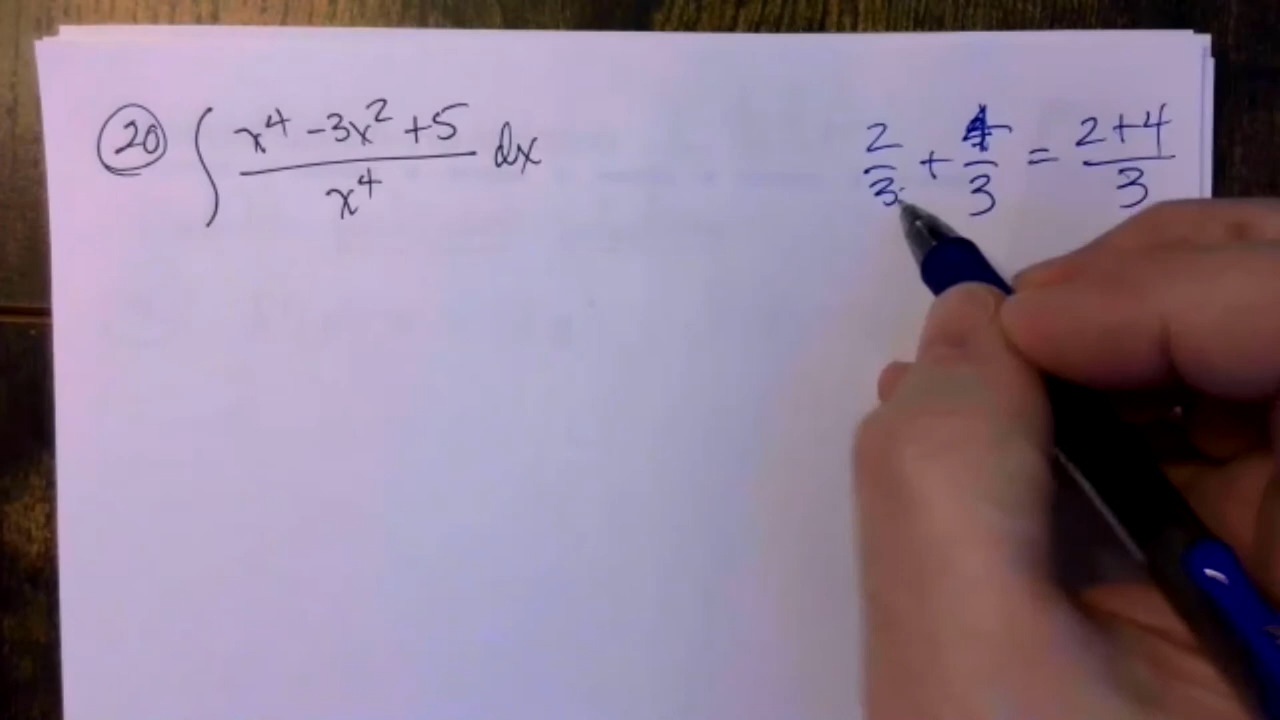 (20) ∫ (x⁴ - 3x² + 5)/x⁴ dx
2/3 + 4/3 = (2+4)/3